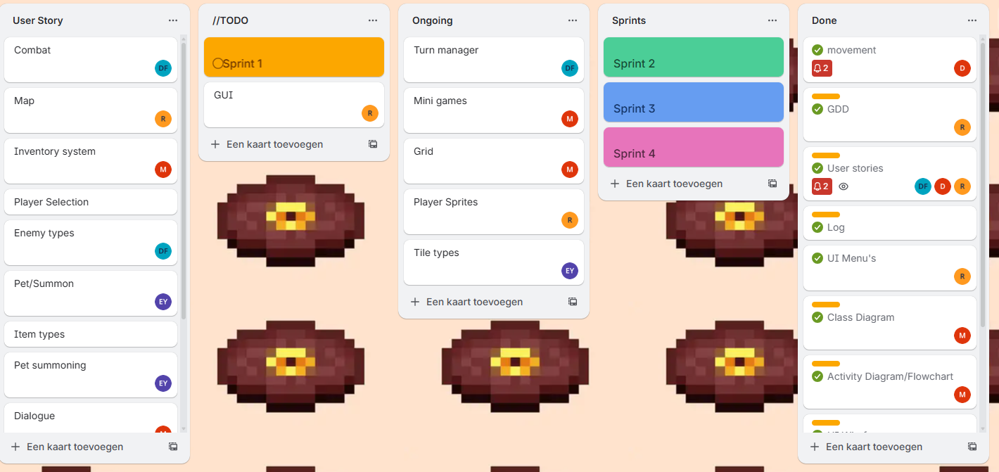 User Story
Combat
DF
Map
R
Inventory system
M
Player Selection
Enemy types
DF
Pet/Summon
EY
Item types
Pet summoning
EY
Dialogue
Een kaart toevoegen
//TODO
Sprint 1
GUI
R
Een kaart toevoegen
Ongoing
Turn manager
DF
Mini games
M
Grid
M
Player Sprites
R
Tile types
EY
Een kaart toevoegen
Sprints
Sprint 2
Sprint 3
Sprint 4
Een kaart toevoegen
Done
movement
2 D
GDD
R
User stories
2 DF D R
Log
UI Menu's
R
Class Diagram
M
Activity Diagram/Flowchart
M
Een kaart toevoegen